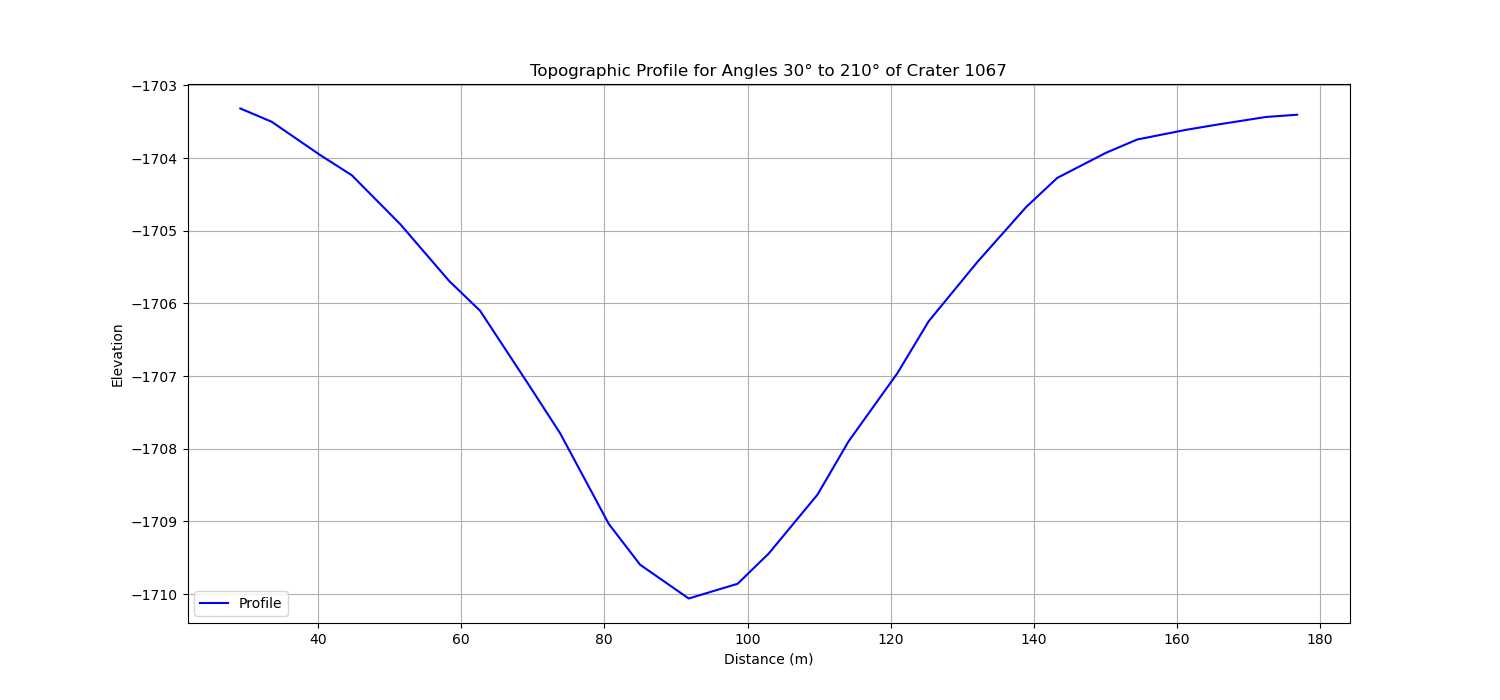 Topographic Profile for Angles 30° to 210° of Crater 1067
−1703
−1704
−1705
−1706
−1707
−1708
−1709
−1710
Elevation
Profile
40 60 80 100 120 140 160 180
Distance (m)